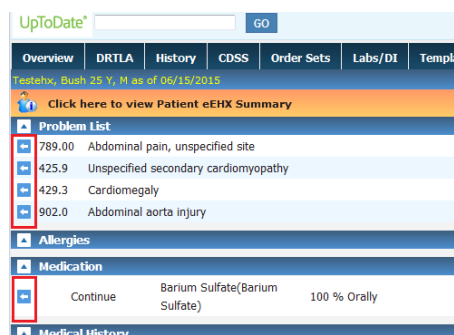 UpToDate®
GO
Overview DRTLA History CDSS Order Sets Labs/DI
Testehx, Bush 25 Y, M as of 06/15/2015
Click here to view Patient eEHX Summary
Problem List
789.00 Abdominal pain, unspecified site
425.9 Unspecified secondary cardiomyopathy
429.3 Cardiomegaly
902.0 Abdominal aorta injury
Allergies
Medication
Continue Barium Sulfate(Barium Sulfate) 100 % Orally
Medical History